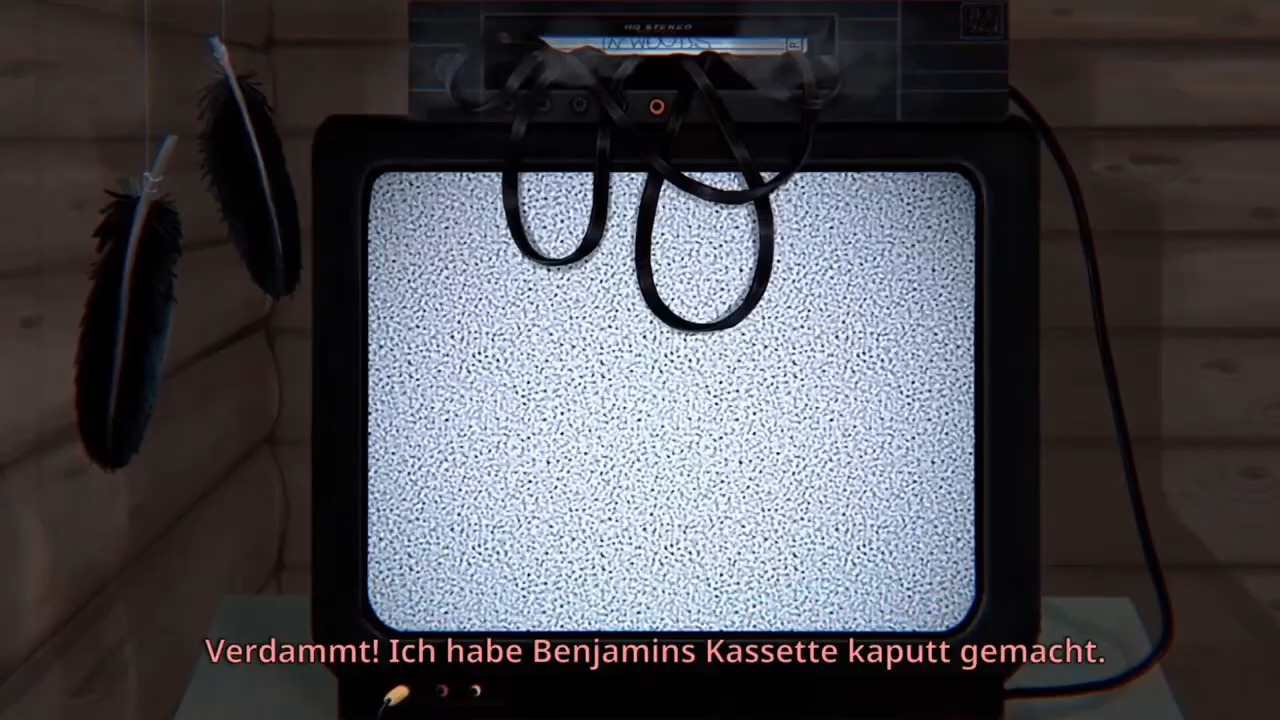 HQ STEREO
Verdammt! Ich habe Benjamins Kassette kaputt gemacht.